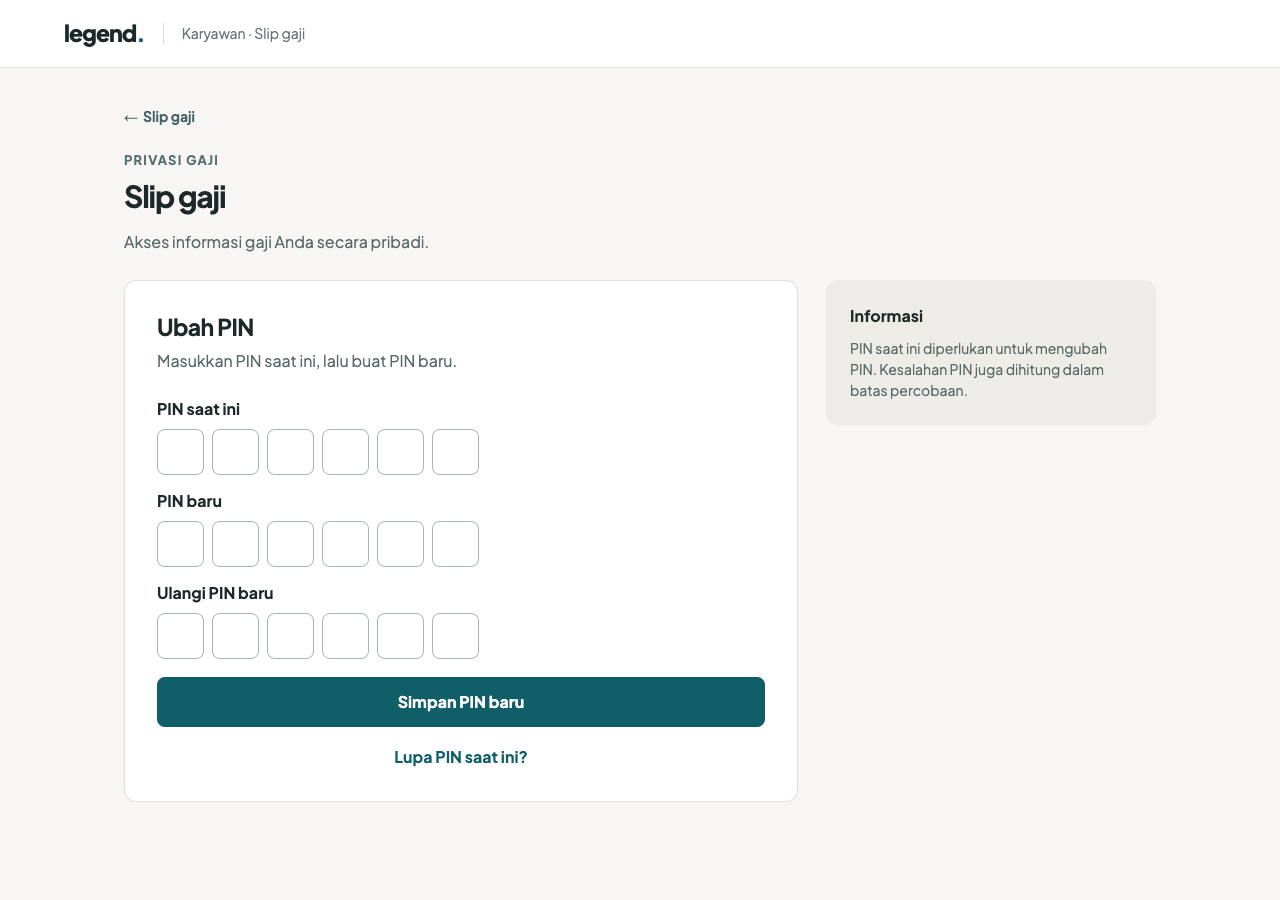 legend.
Karyawan · Slip gaji
← Slip gaji
PRIVASI GAJI
Slip gaji
Akses informasi gaji Anda secara pribadi.
Ubah PIN
Masukkan PIN saat ini, lalu buat PIN baru.
PIN saat ini
PIN baru
Ulangi PIN baru
Simpan PIN baru
Lupa PIN saat ini?
Informasi
PIN saat ini diperlukan untuk mengubah
PIN. Kesalahan PIN juga dihitung dalam
batas percobaan.